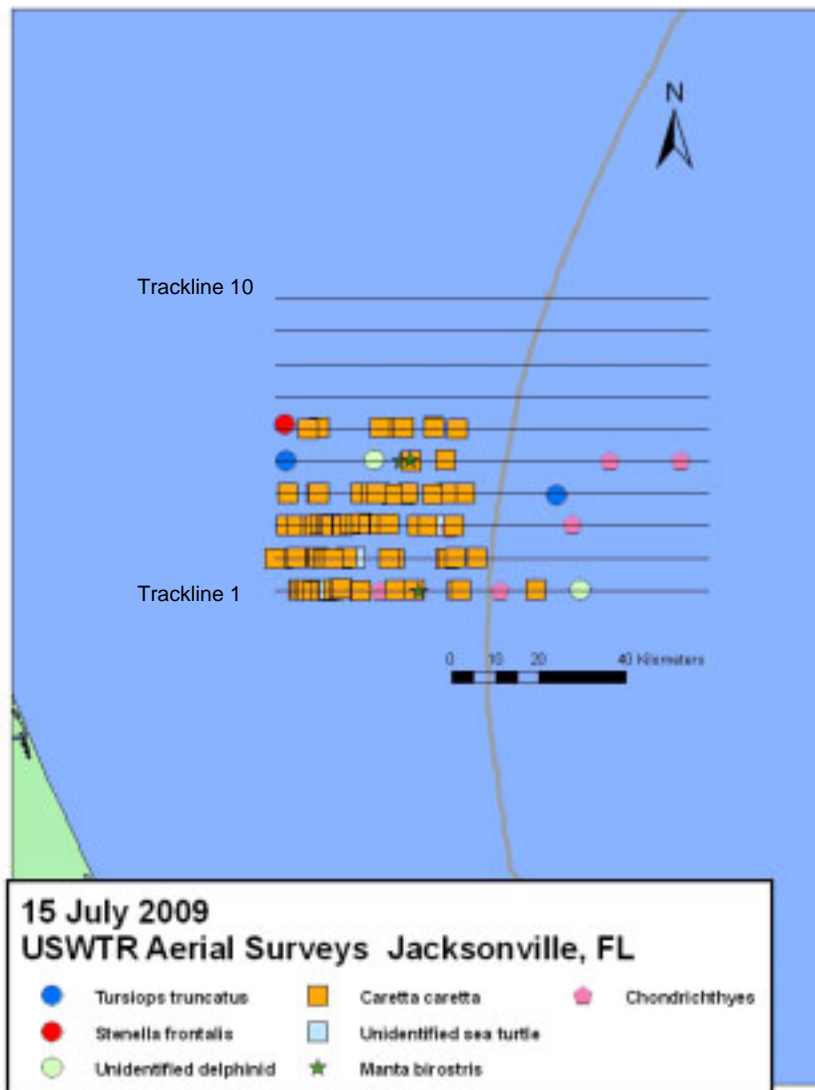 N
Trackline 10
Trackline 1
0 10 20 40 Kilometers
15 July 2009
USWTR Aerial Surveys Jacksonville, FL
Tursiops truncatus
Caretta caretta
Chondrichthyes
Stenella frontalis
Unidentified sea turtle
Unidentified delphinid
Manta birostris